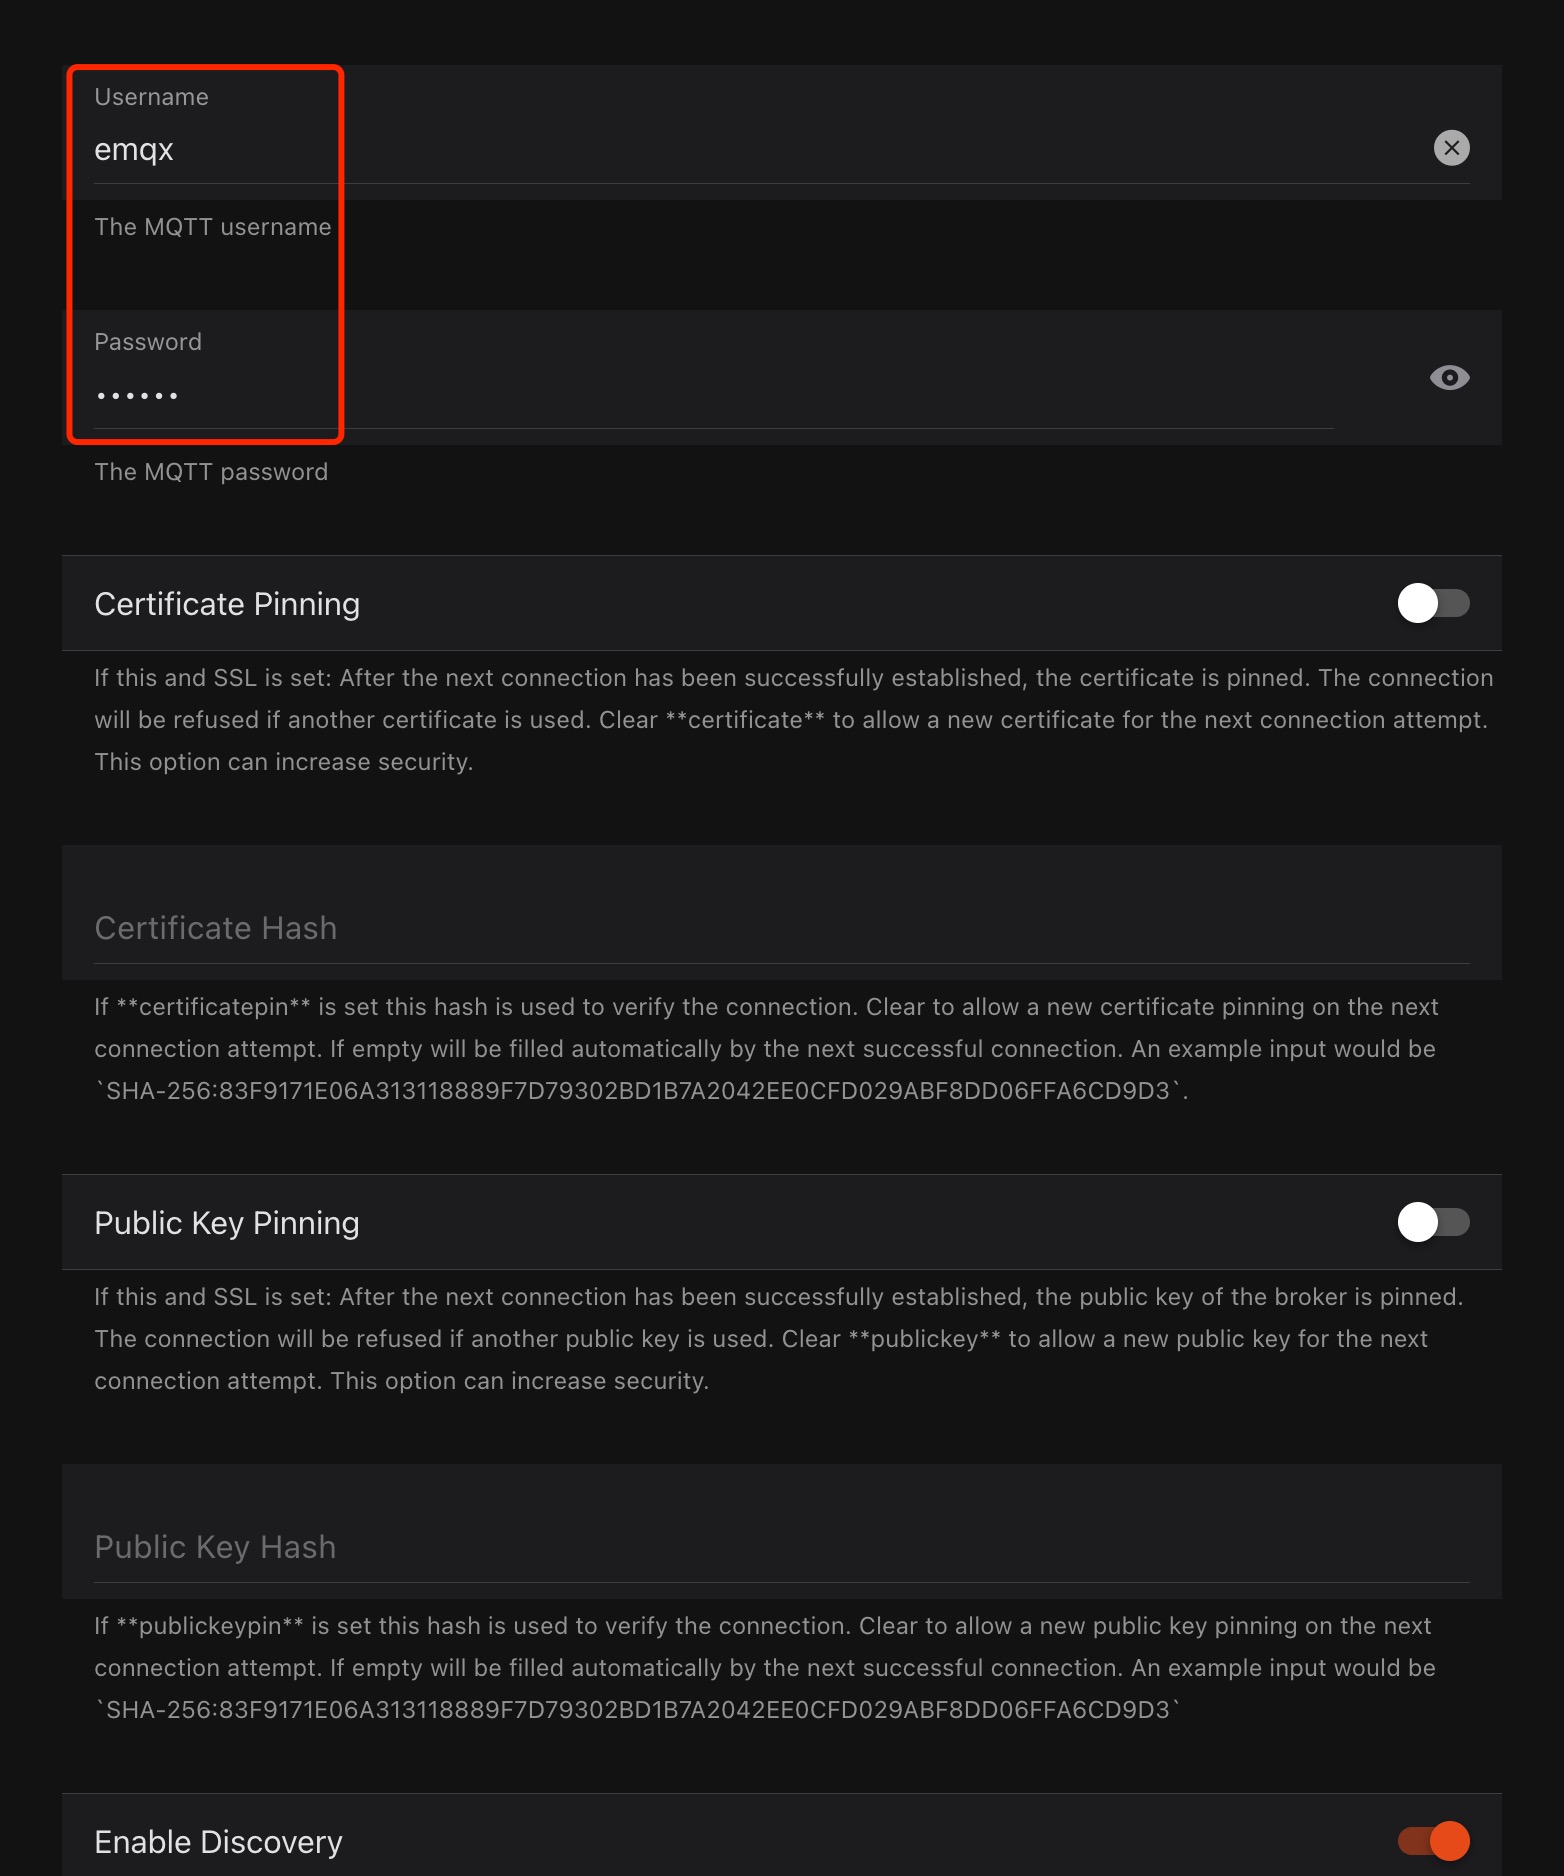 Username
emqx
The MQTT username
Password
••••••
The MQTT password
Certificate Pinning
If this and SSL is set: After the next connection has been successfully established, the certificate is pinned. The connection
will be refused if another certificate is used. Clear **certificate** to allow a new certificate for the next connection attempt.
This option can increase security.
Certificate Hash
If **certificatepin** is set this hash is used to verify the connection. Clear to allow a new certificate pinning on the next
connection attempt. If empty will be filled automatically by the next successful connection. An example input would be
`SHA-256:83F9171E06A313118889F7D79302BD1B7A2042EE0CFD029ABF8DD06FFA6CD9D3`.
Public Key Pinning
If this and SSL is set: After the next connection has been successfully established, the public key of the broker is pinned.
The connection will be refused if another public key is used. Clear **publickey** to allow a new public key for the next
connection attempt. This option can increase security.
Public Key Hash
If **publickeypin** is set this hash is used to verify the connection. Clear to allow a new public key pinning on the next
connection attempt. If empty will be filled automatically by the next successful connection. An example input would be
`SHA-256:83F9171E06A313118889F7D79302BD1B7A2042EE0CFD029ABF8DD06FFA6CD9D3`
Enable Discovery